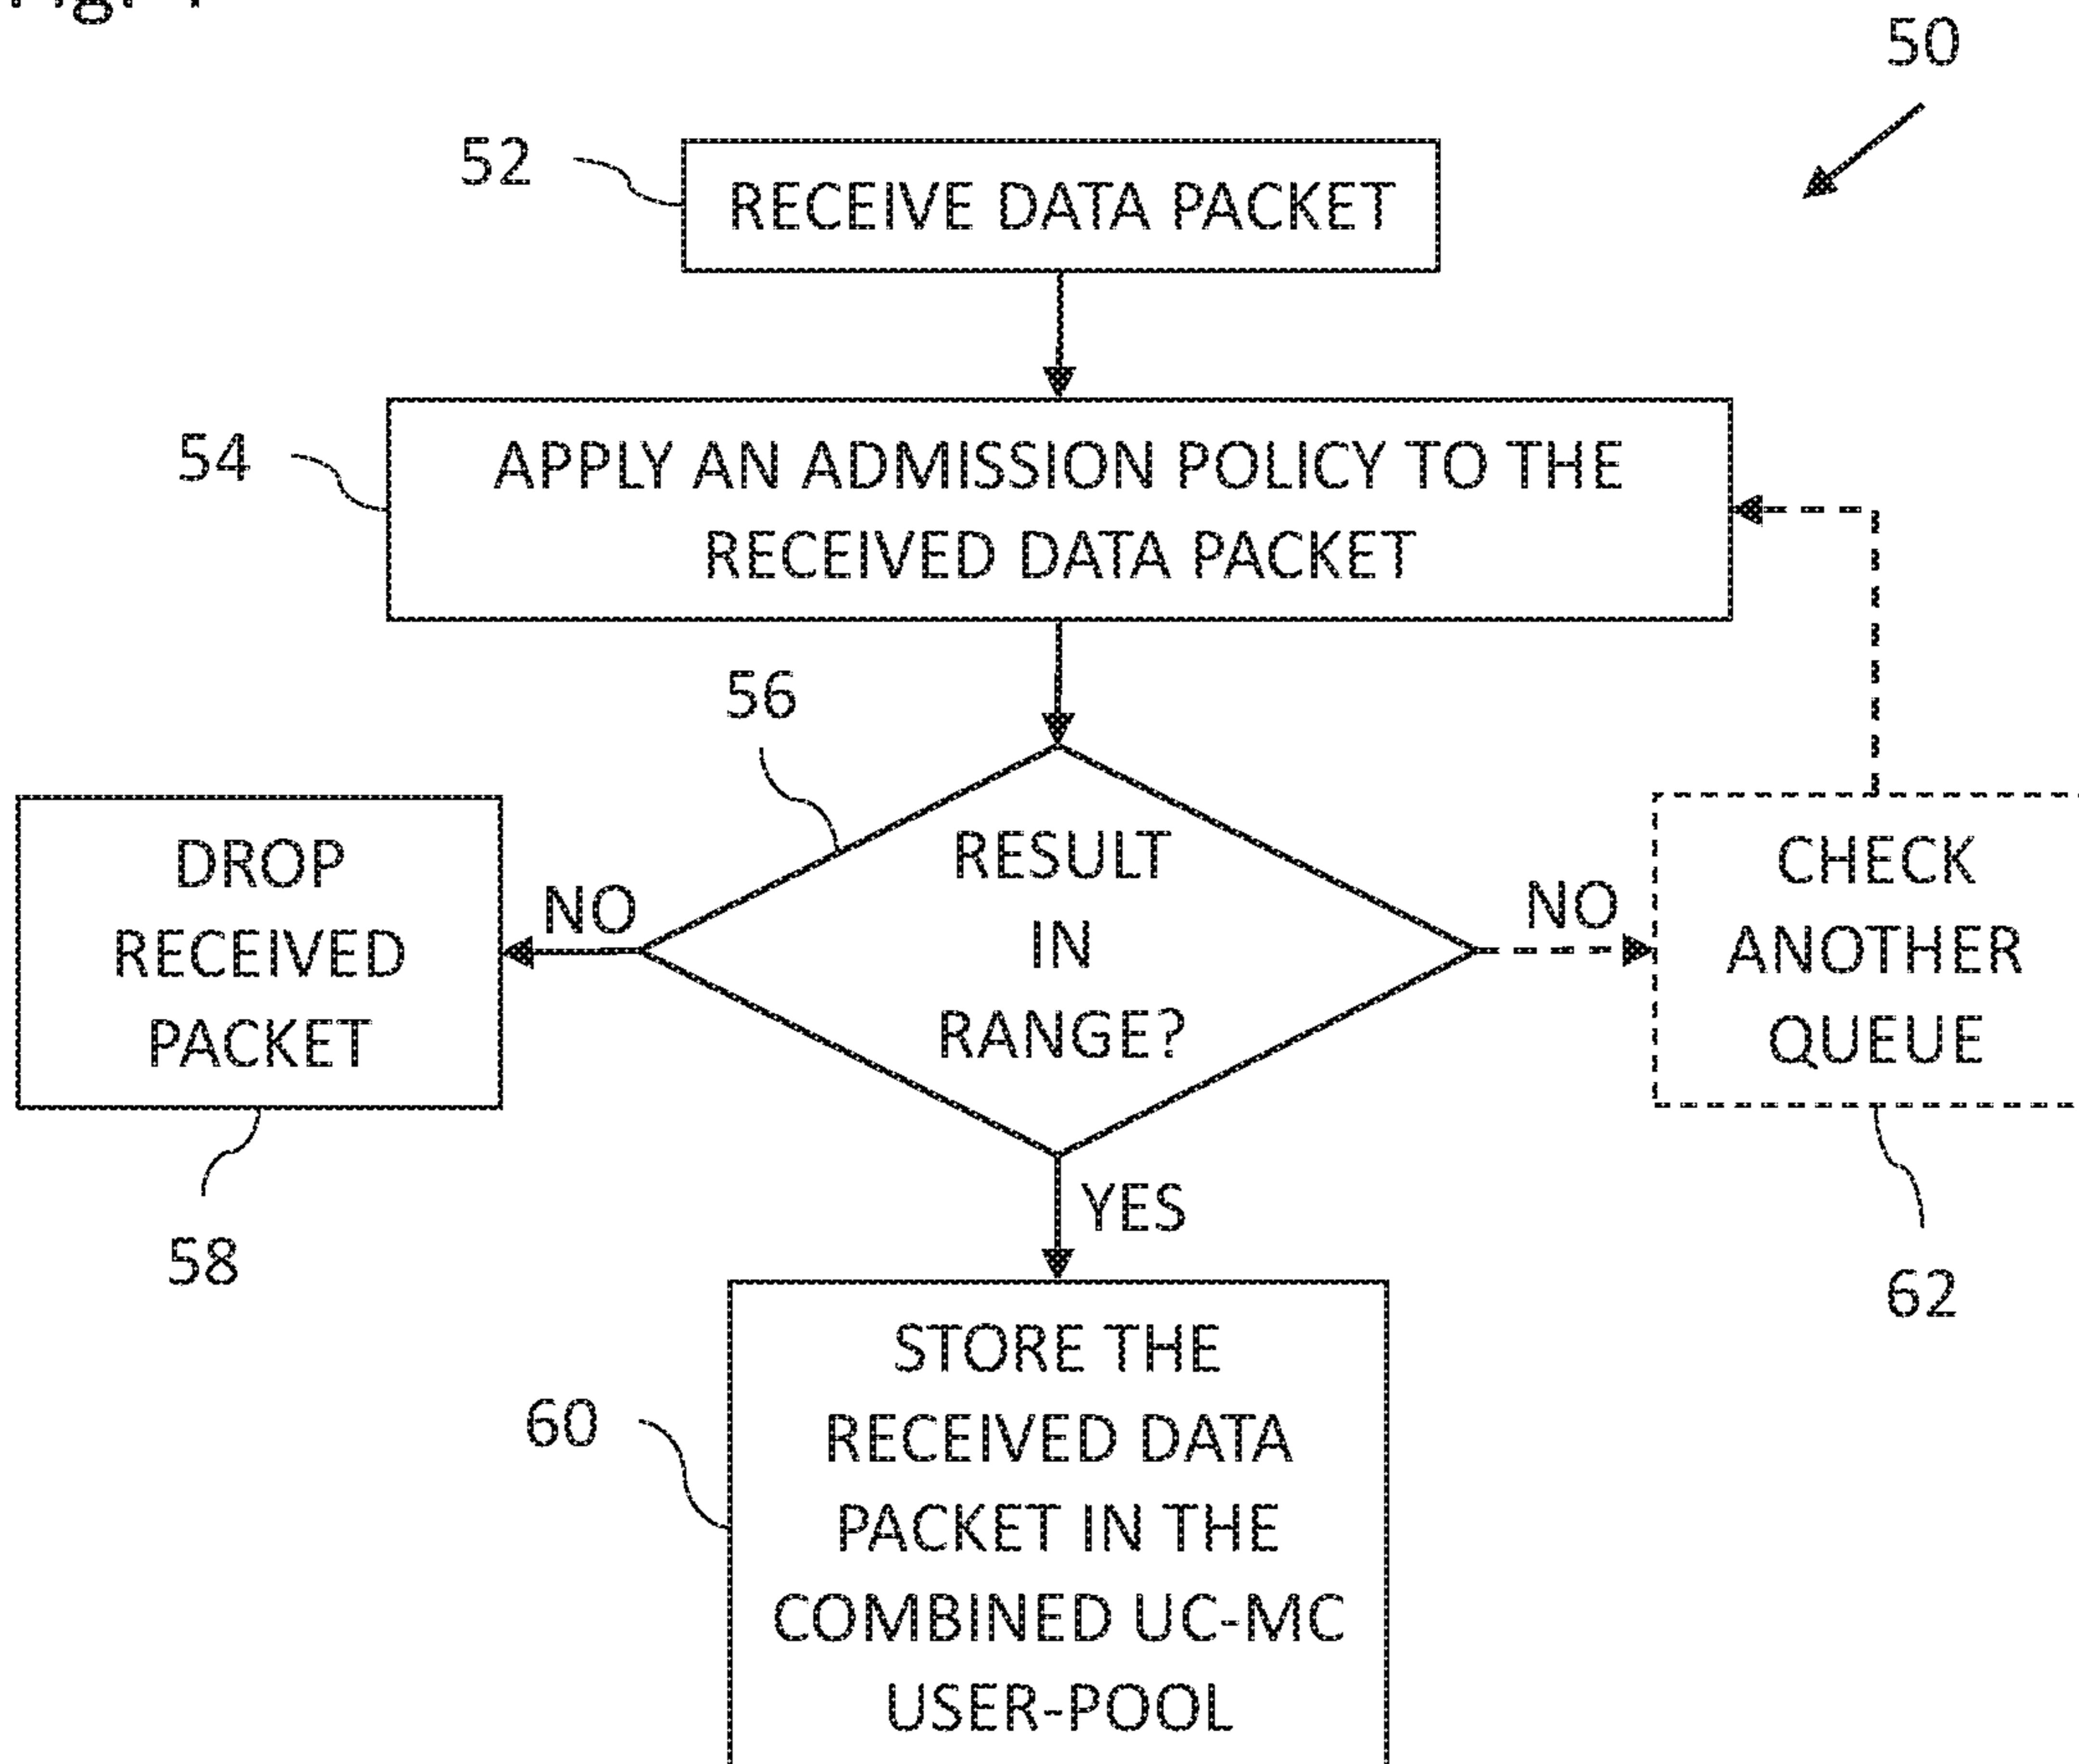 50
52
RECEIVE DATA PACKET
54
APPLY AN ADMISSION POLICY TO THE
RECEIVED DATA PACKET
56
DROP
RECEIVED
PACKET
NO
RESULT
IN
RANGE?
NO
CHECK
ANOTHER
QUEUE
58
YES
62
60
STORE THE
RECEIVED DATA
PACKET IN THE
COMBINED UC-MC
USER-POOL